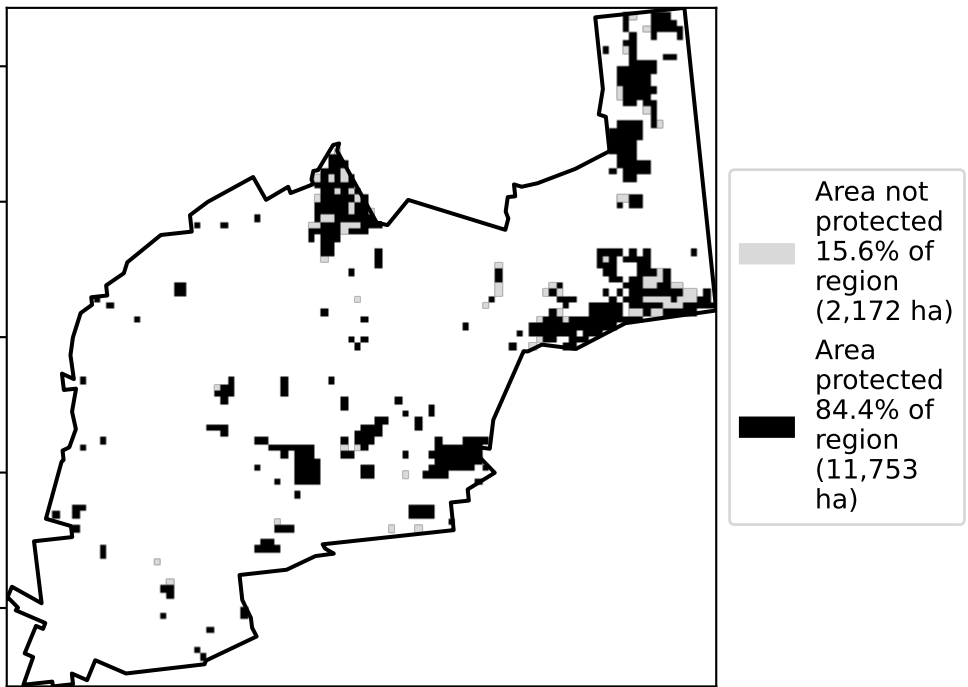 Area not
protected
15.6% of
region
(2,172 ha)
Area
protected
84.4% of
region
(11,753
ha)